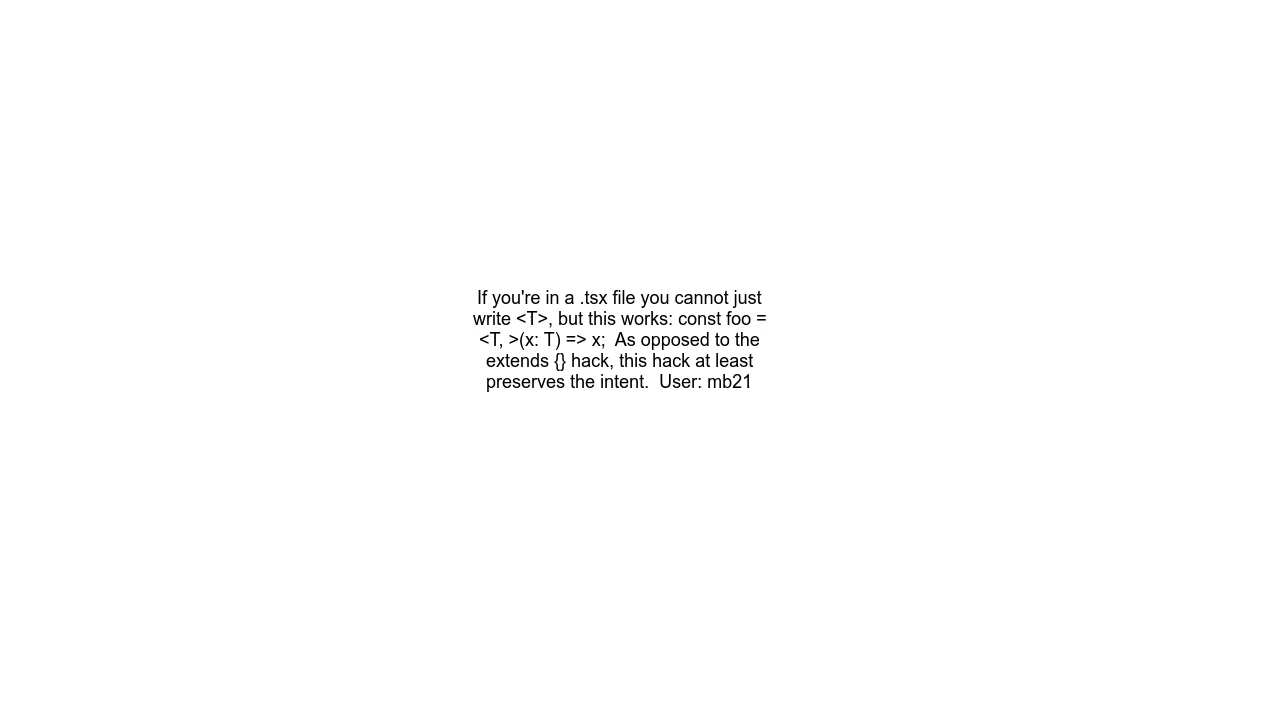 If you're in a .tsx file you cannot just
write <T>, but this works: const foo =
<T, >(x: T) => x;  As opposed to the
extends {} hack, this hack at least
preserves the intent.  User: mb21